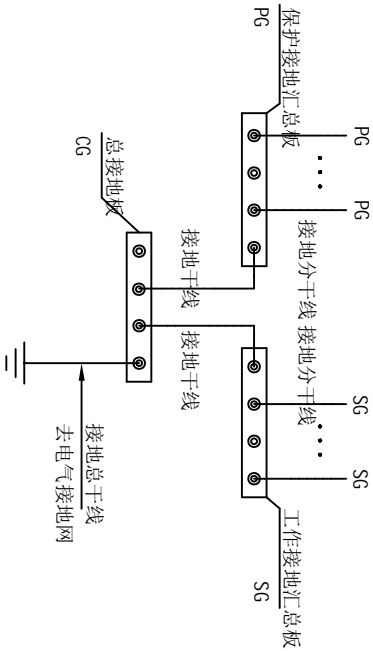 PG
PG
SG
SG
接地分干线
接地分干线
保护接地汇总板
PG
工作接地汇总板
SG
接地干线
接地干线
总接地板
CG
接地总干线
去电气接地网